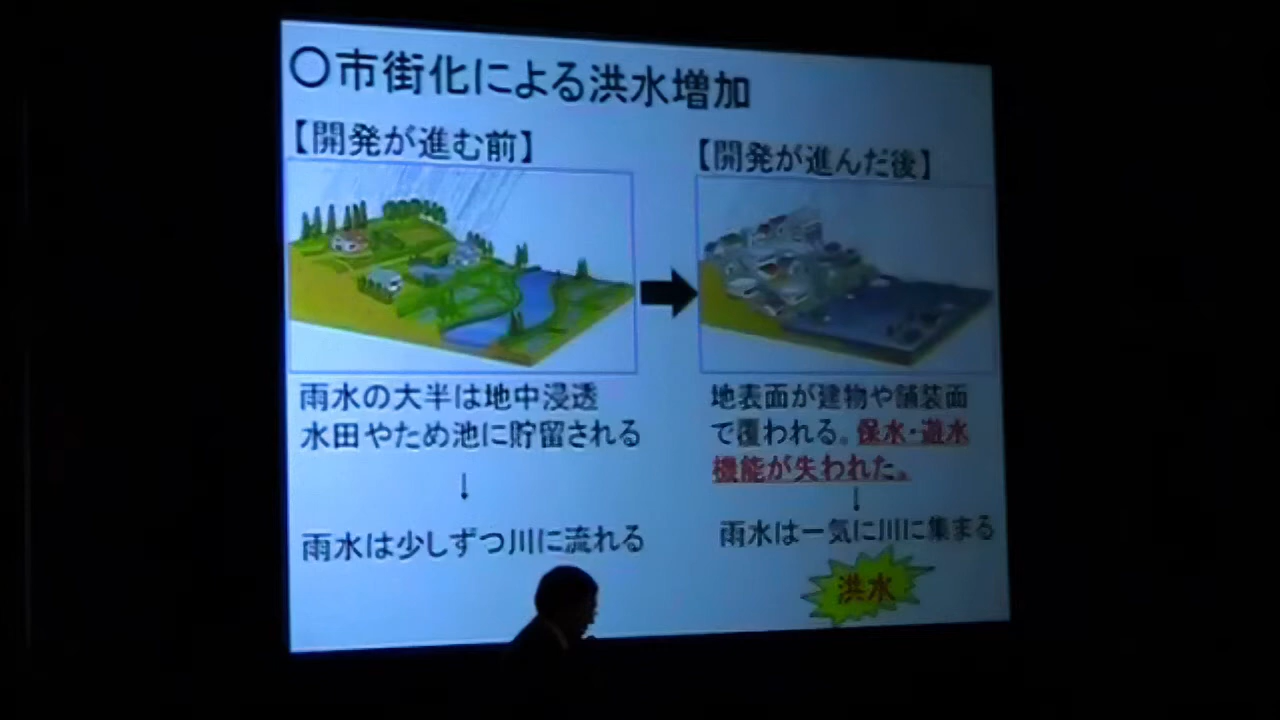 ○市街化による洪水増加
【開発が進む前】
【開発が進んだ後】
雨水の大半は地中浸透
水田やため池に貯留される
↓
雨水は少しずつ川に流れる
地表面が建物や舗装面
で覆われる。保水・遊水
機能が失われた。
↓
雨水は一気に川に集まる
洪水